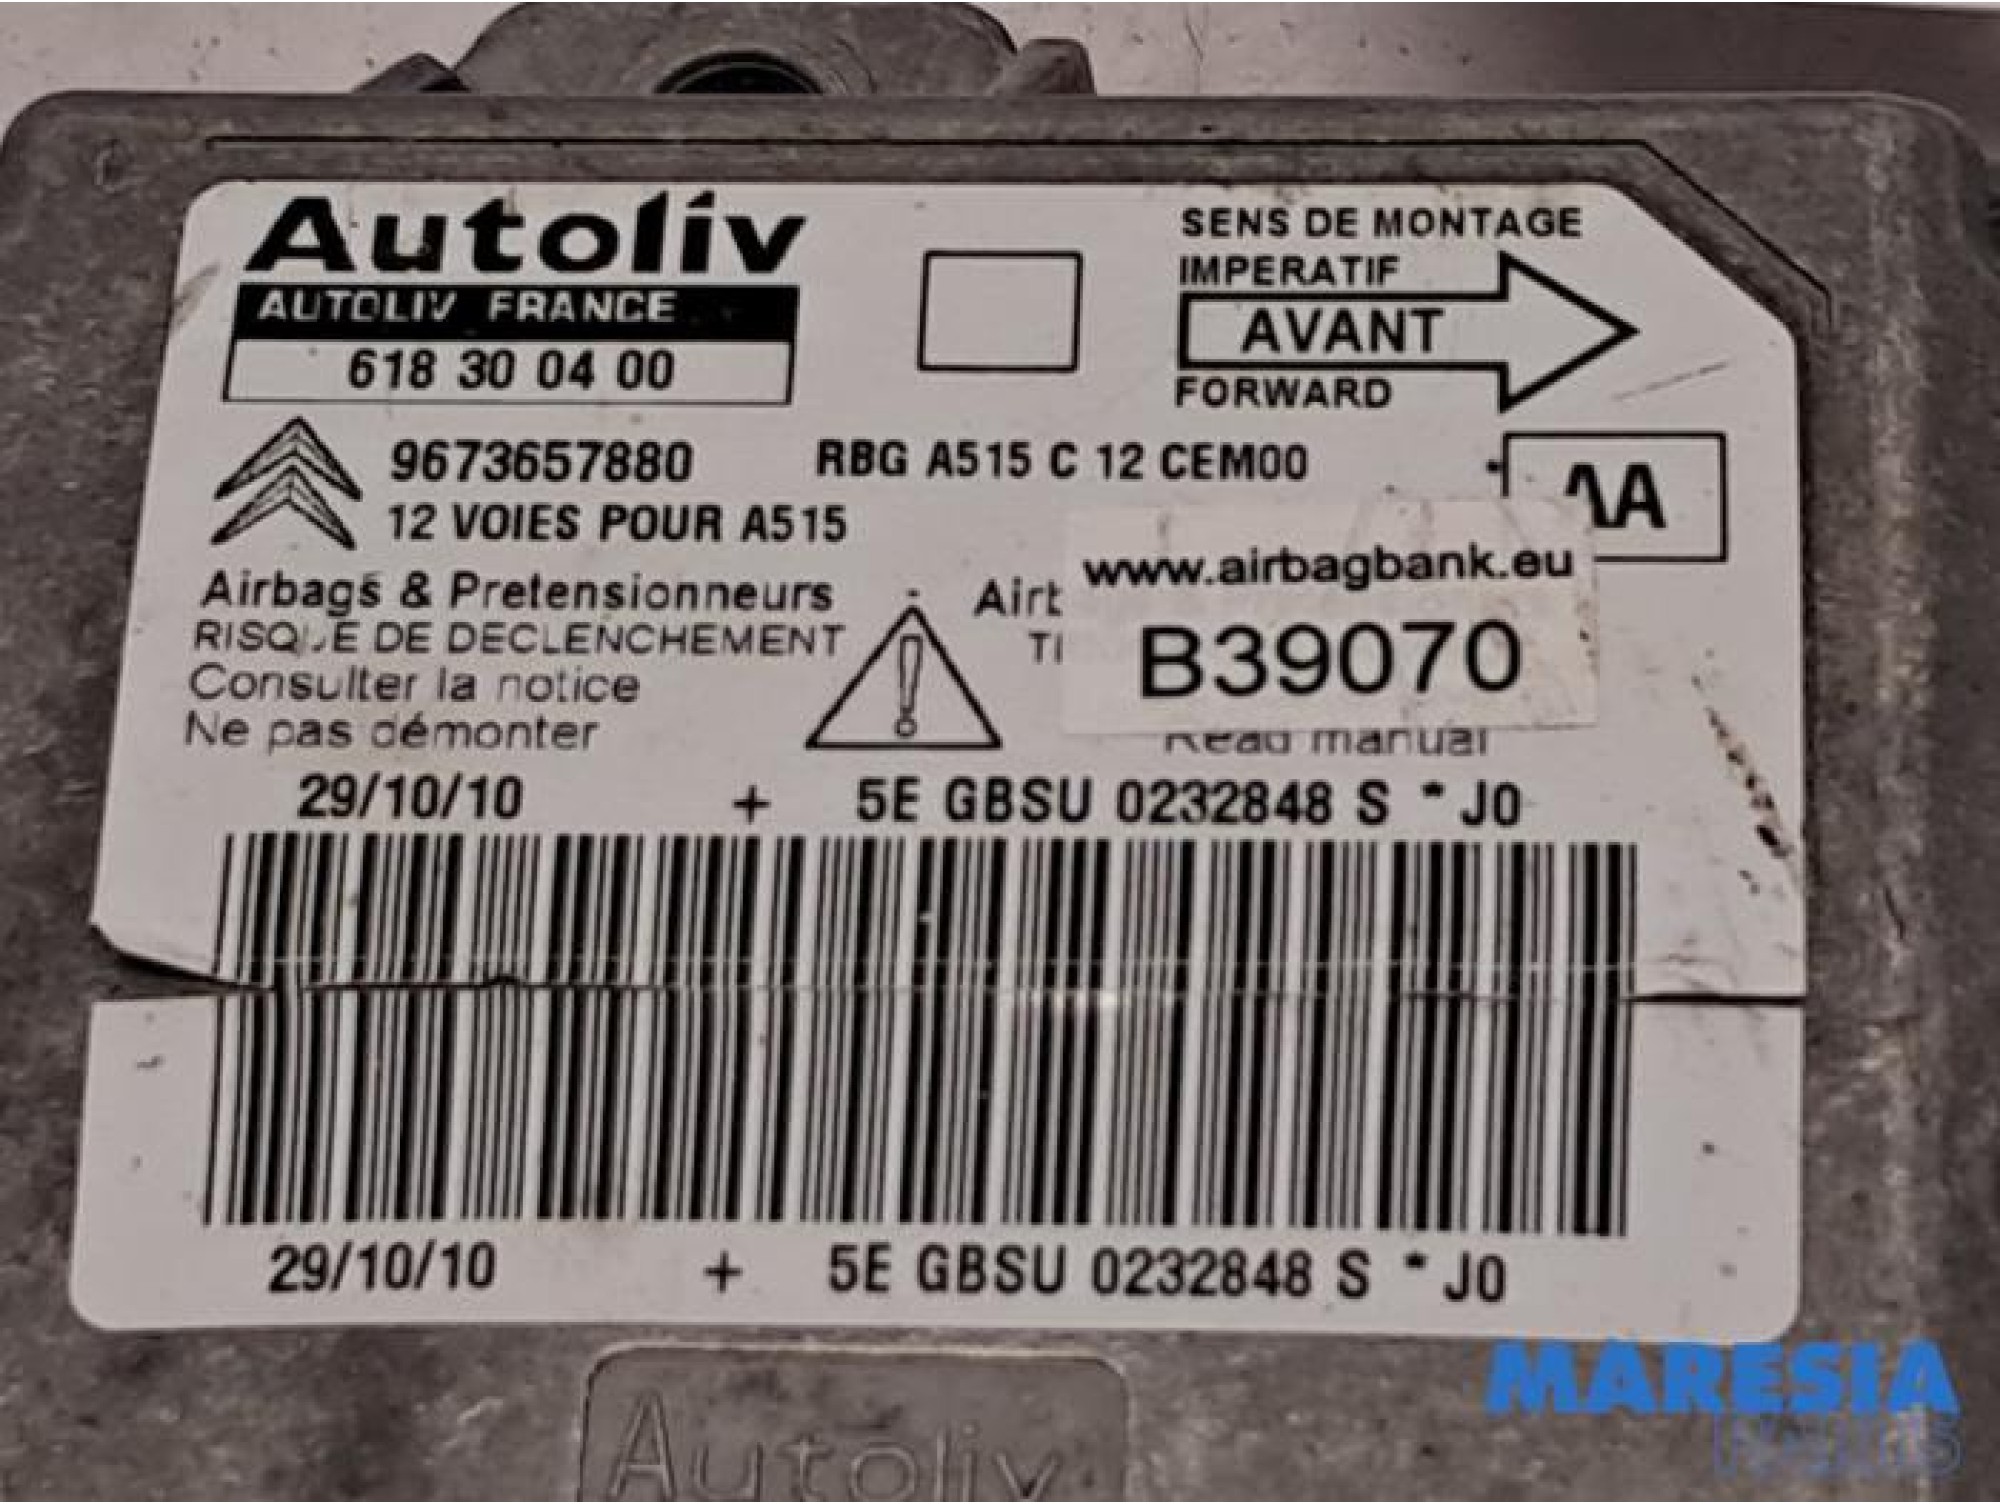 Autoliv
AUTOLIV FRANCE
618 30 04 00
SENS DE MONTAGE
IMPERATIF
AVANT
FORWARD
9673657880 RBG A515 C 12 CEM00
12 VOIES POUR A515
Airbags & Pretensionneurs
RISQUE DE DECLENCHEMENT
Consulter la notice
Ne pas démonter
www.airbagbank.eu
B39070
Read manual
29/10/10 + 5E GBSU 0232848 S * J0
29/10/10 + 5E GBSU 0232848 S * J0
Autoliv
MARESIA
Parts